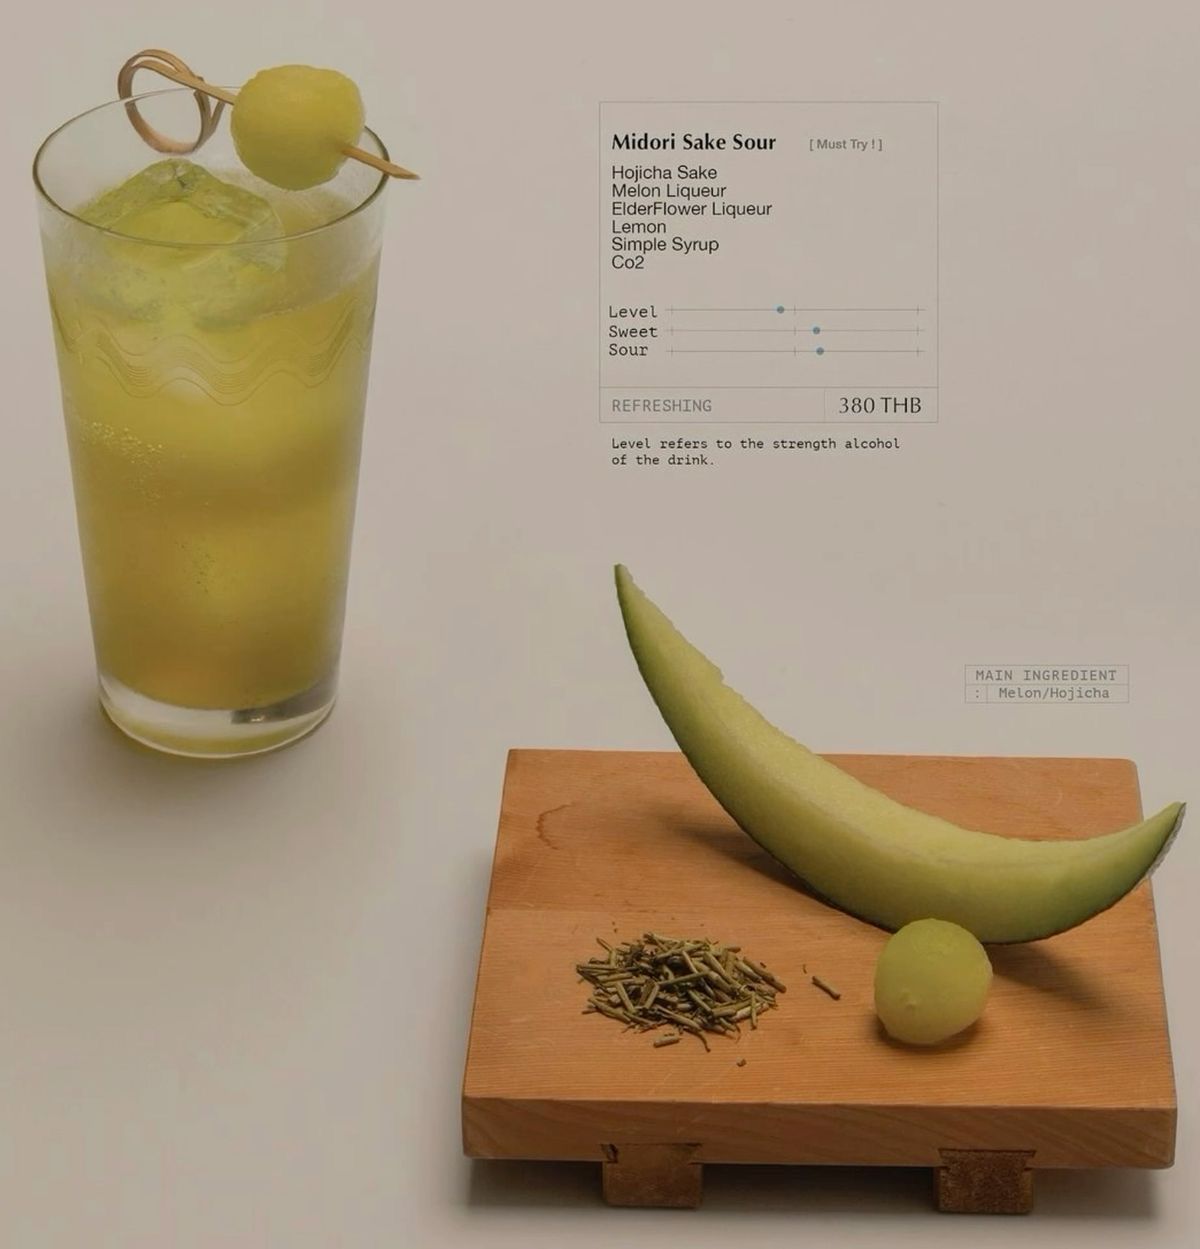 Midori Sake Sour [ Must Try ! ]
Hojicha Sake
Melon Liqueur
ElderFlower Liqueur
Lemon
Simple Syrup
Co2
Level
Sweet
Sour
REFRESHING 380 THB
Level refers to the strength alcohol
of the drink.
MAIN INGREDIENT
: Melon/Hojicha